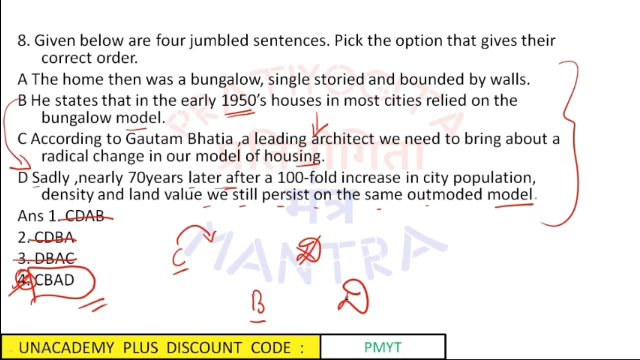 8. Given below are four jumbled sentences. Pick the option that gives their
correct order.
A The home then was a bungalow, single storied and bounded by walls.
B He states that in the early 1950's houses in most cities relied on the
bungalow model.
C According to Gautam Bhatia ,a leading architect we need to bring about a
radical change in our model of housing.
D Sadly ,nearly 70years later after a 100-fold increase in city population,
density and land value we still persist on the same outmoded model.
Ans 1. CDAB
2. CDBA
3. DBAC
4. CBAD
C D
B D
PRATIYOGITA
प्रतियोगिता
मंत्र
MANTRA
UNACADEMY PLUS DISCOUNT CODE : PMYT